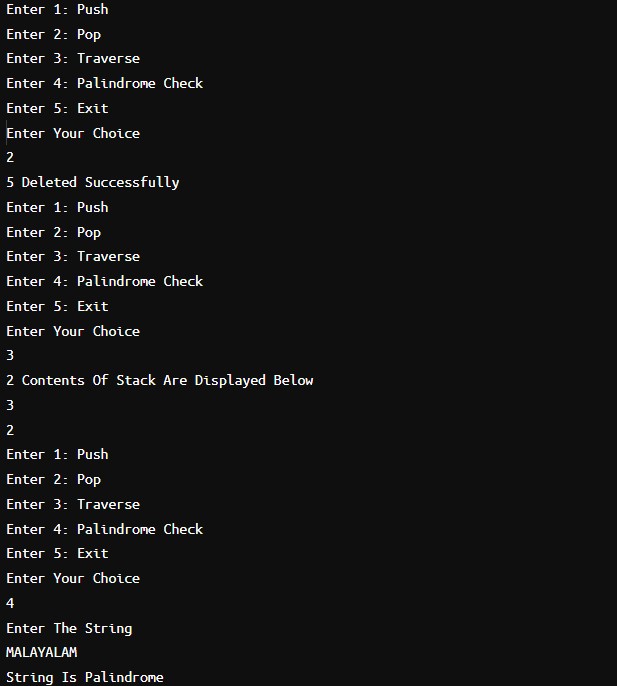 Enter 1: Push
Enter 2: Pop
Enter 3: Traverse
Enter 4: Palindrome Check
Enter 5: Exit
Enter Your Choice
2
5 Deleted Successfully
Enter 1: Push
Enter 2: Pop
Enter 3: Traverse
Enter 4: Palindrome Check
Enter 5: Exit
Enter Your Choice
3
2 Contents Of Stack Are Displayed Below
3
2
Enter 1: Push
Enter 2: Pop
Enter 3: Traverse
Enter 4: Palindrome Check
Enter 5: Exit
Enter Your Choice
4
Enter The String
MALAYALAM
String Is Palindrome